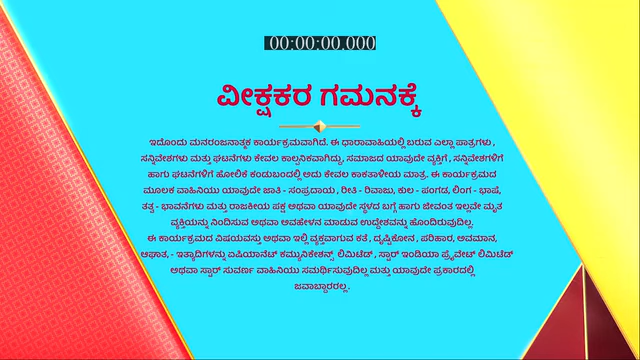 00:00:00.000
ವೀಕ್ಷಕರ ಗಮನಕ್ಕೆ
ಇದೊಂದು ಮನರಂಜನಾತ್ಮಕ ಕಾರ್ಯಕ್ರಮವಾಗಿದೆ. ಈ ಧಾರಾವಾಹಿಯಲ್ಲಿ ಬರುವ ಎಲ್ಲಾ ಪಾತ್ರಗಳು,
ಸನ್ನಿವೇಶಗಳು ಮತ್ತು ಘಟನೆಗಳು ಕೇವಲ ಕಾಲ್ಪನಿಕವಾಗಿದ್ದು, ಸಮಾಜದ ಯಾವುದೇ ವ್ಯಕ್ತಿಗೆ, ಸನ್ನಿವೇಶಗಳಿಗೆ
ಹಾಗು ಘಟನೆಗಳಿಗೆ ಹೋಲಿಕೆ ಕಂಡುಬಂದಲ್ಲಿ ಅದು ಕೇವಲ ಕಾಕತಾಳೀಯ ಮಾತ್ರ. ಈ ಕಾರ್ಯಕ್ರಮದ
ಮೂಲಕ ವಾಹಿನಿಯು ಯಾವುದೇ ಜಾತಿ - ಸಂಪ್ರದಾಯ, ರೀತಿ - ರಿವಾಜು, ಕುಲ - ಪಂಗಡ, ಲಿಂಗ - ಭಾಷೆ,
ತತ್ವ - ಭಾವನೆಗಳು ಮತ್ತು ರಾಜಕೀಯ ಪಕ್ಷ ಅಥವಾ ಯಾವುದೇ ಸ್ಥಳದ ಬಗ್ಗೆ ಹಾಗು ಜೀವಂತ ಇಲ್ಲವೇ ಮೃತ
ವ್ಯಕ್ತಿಯನ್ನು ನಿಂದಿಸುವ ಅಥವಾ ಅವಹೇಳನ ಮಾಡುವ ಉದ್ದೇಶವನ್ನು ಹೊಂದಿರುವುದಿಲ್ಲ.
ಈ ಕಾರ್ಯಕ್ರಮದ ವಿಷಯವಸ್ತು ಅಥವಾ ಇಲ್ಲಿ ವ್ಯಕ್ತವಾಗುವ ಕತೆ, ದೃಷ್ಟಿಕೋನ, ಪರಿಹಾರ, ಅವಮಾನ,
ಆಘಾತ, - ಇತ್ಯಾದಿಗಳನ್ನು ಏಷಿಯಾನೆಟ್ ಕಮ್ಯುನಿಕೇಶನ್ಸ್ ಲಿಮಿಟೆಡ್, ಸ್ಟಾರ್ ಇಂಡಿಯಾ ಪ್ರೈವೇಟ್ ಲಿಮಿಟೆಡ್
ಅಥವಾ ಸ್ಟಾರ್ ಸುವರ್ಣ ವಾಹಿನಿಯು ಸಮರ್ಥಿಸುವುದಿಲ್ಲ ಮತ್ತು ಯಾವುದೇ ಪ್ರಕಾರದಲ್ಲಿ
ಜವಾಬ್ದಾರರಲ್ಲ.